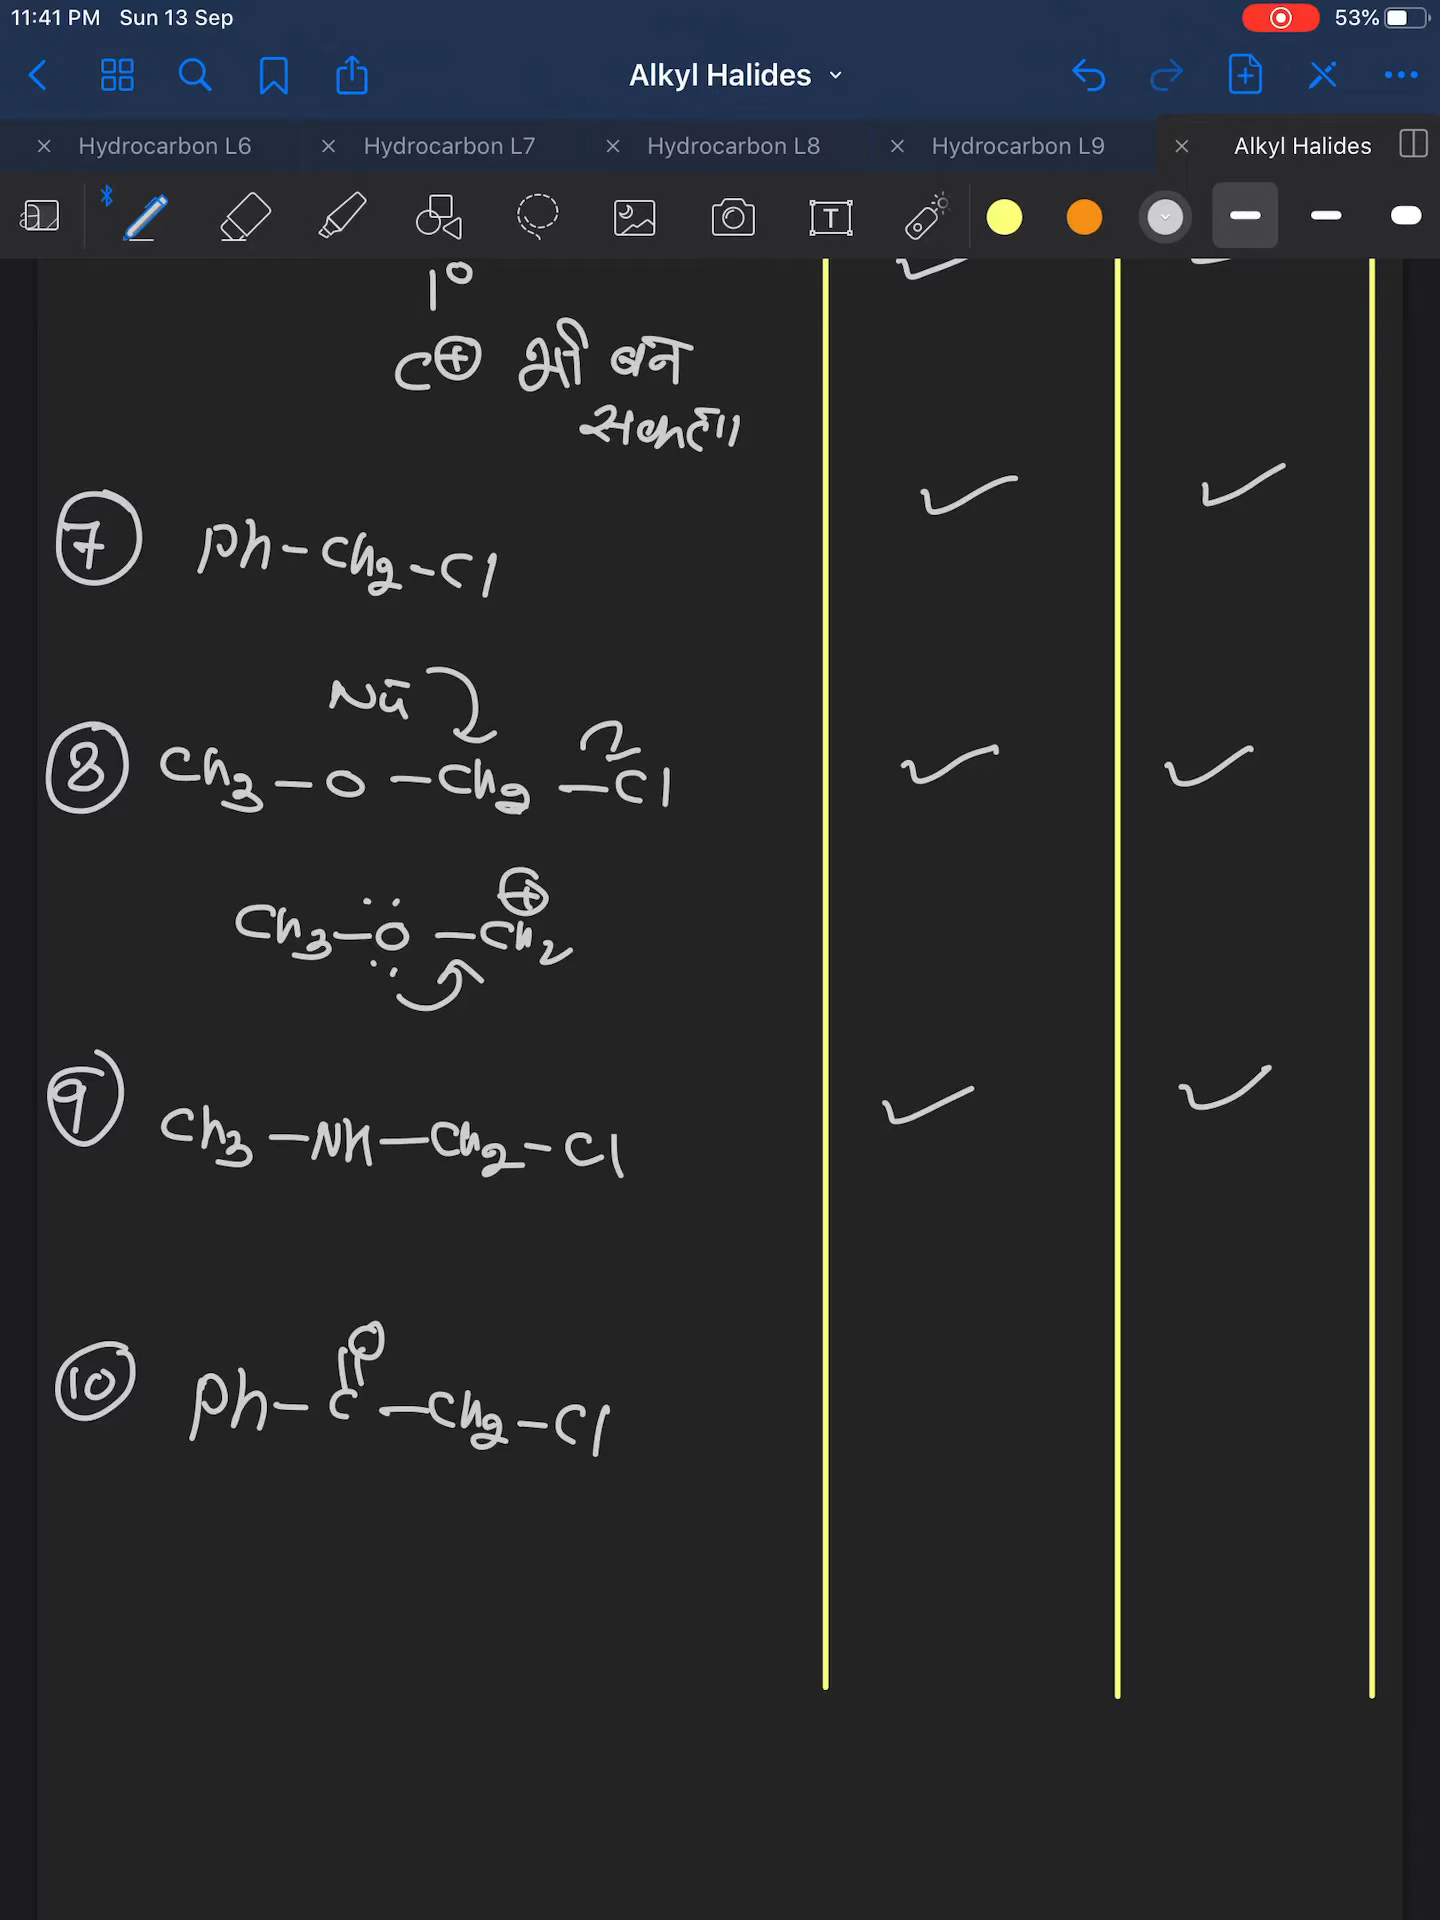 11:41 PM Sun 13 Sep 53%
Alkyl Halides
Hydrocarbon L6 Hydrocarbon L7 Hydrocarbon L8 Hydrocarbon L9 Alkyl Halides
1°
C⊕ भी बन
सकता
7 Ph-CH2-Cl
Nu
8 CH3-O-CH2-Cl
⊕
CH3-O-CH2
9 CH3-NH-CH2-Cl
O
10 Ph-C-CH2-Cl